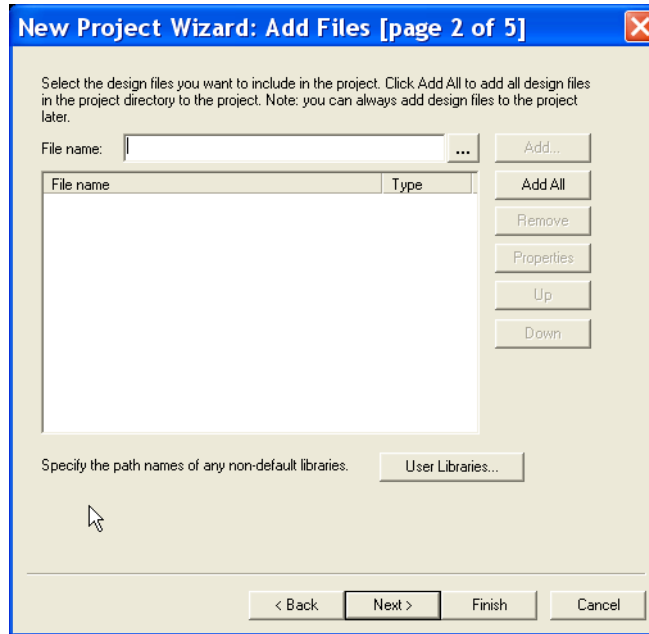 New Project Wizard: Add Files [page 2 of 5]
Select the design files you want to include in the project. Click Add All to add all design files
in the project directory to the project. Note: you can always add design files to the project
later.
File name: ... Add...
File name Type Add All
Remove
Properties
Up
Down
Specify the path names of any non-default libraries. User Libraries...
< Back Next > Finish Cancel